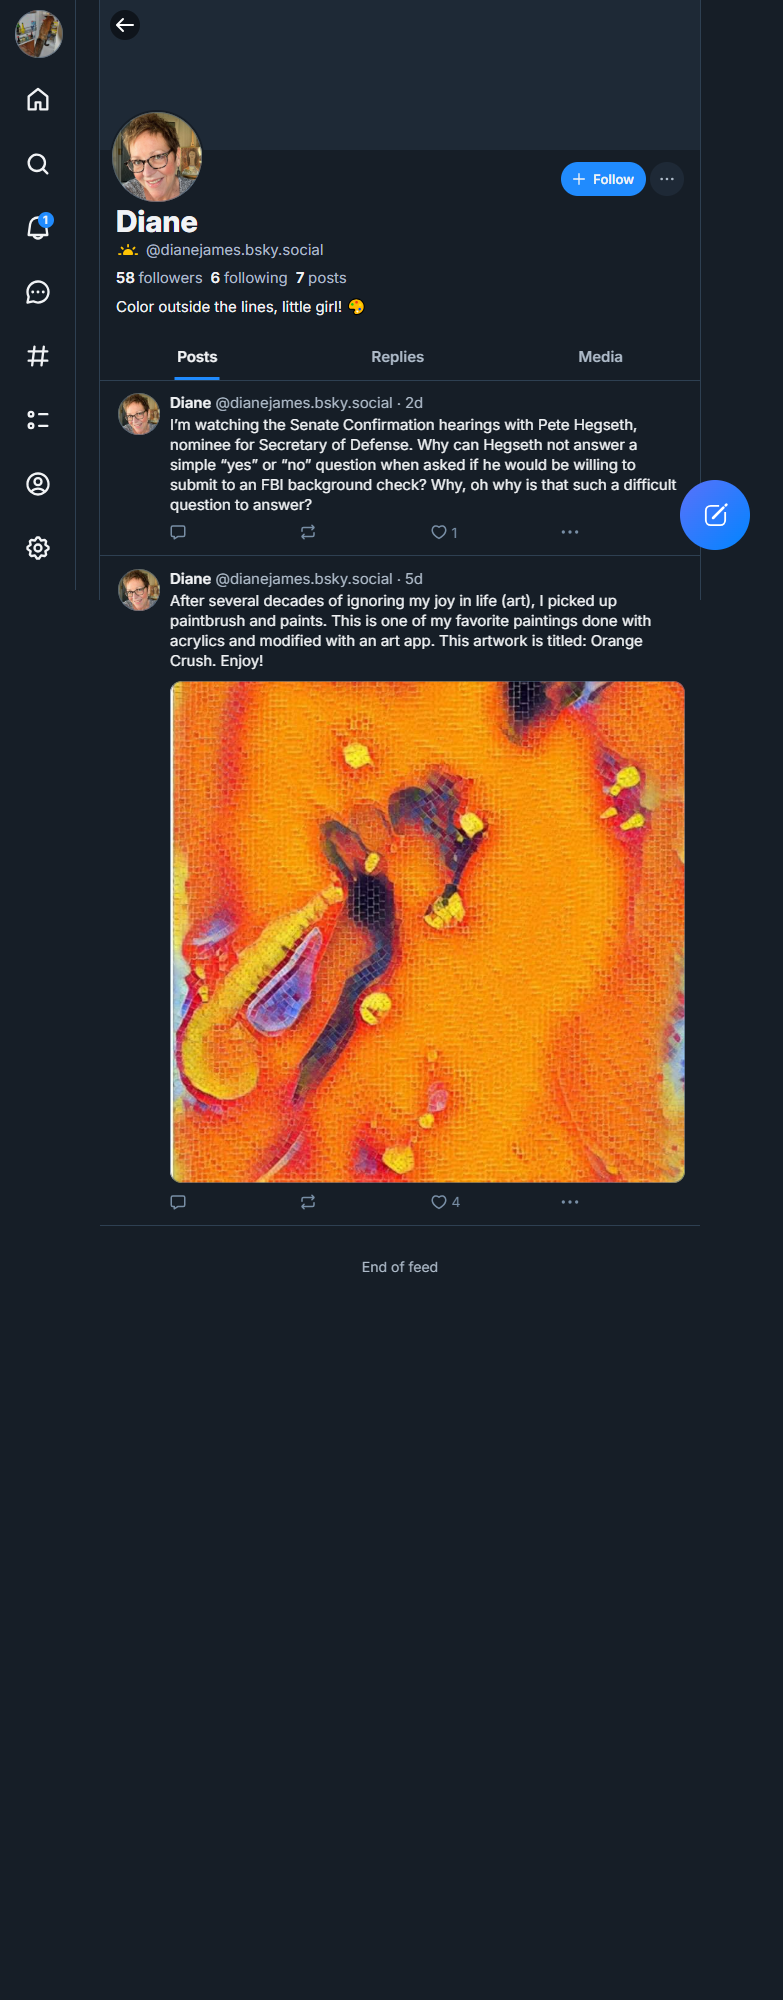 1
+ Follow
Diane
@dianejames.bsky.social
58 followers 6 following 7 posts
Color outside the lines, little girl! 🎨
Posts Replies Media
Diane @dianejames.bsky.social · 2d
I’m watching the Senate Confirmation hearings with Pete Hegseth,
nominee for Secretary of Defense. Why can Hegseth not answer a
simple “yes” or “no” question when asked if he would be willing to
submit to an FBI background check? Why, oh why is that such a difficult
question to answer?
1
Diane @dianejames.bsky.social · 5d
After several decades of ignoring my joy in life (art), I picked up
paintbrush and paints. This is one of my favorite paintings done with
acrylics and modified with an art app. This artwork is titled: Orange
Crush. Enjoy!
4
End of feed